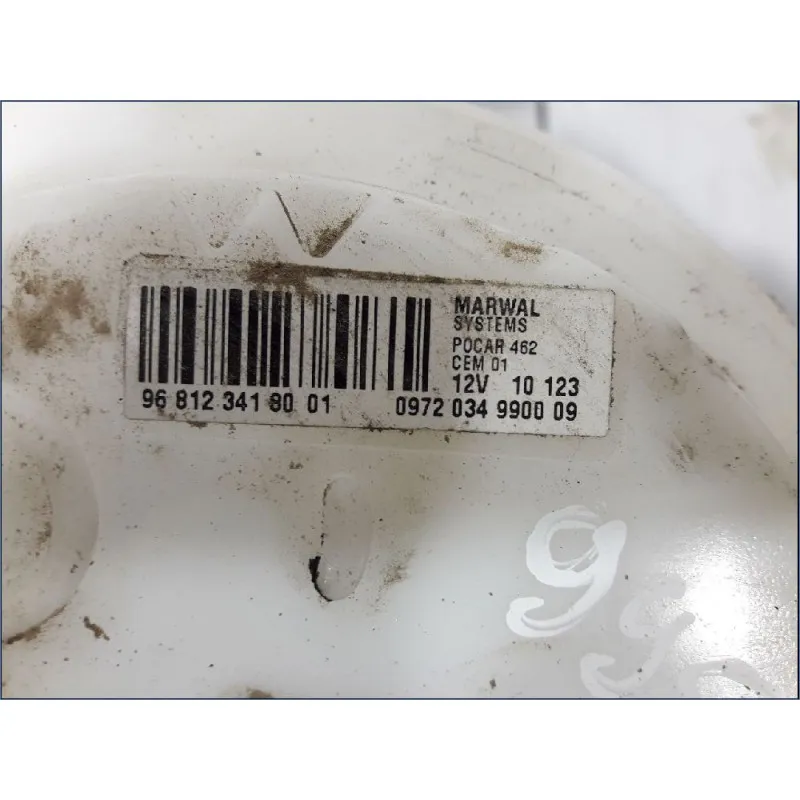 MARWAL
SYSTEMS
POCAR 462
CEM 01
12V 10 123
96 812 341 80 01 0972 034 9900 09